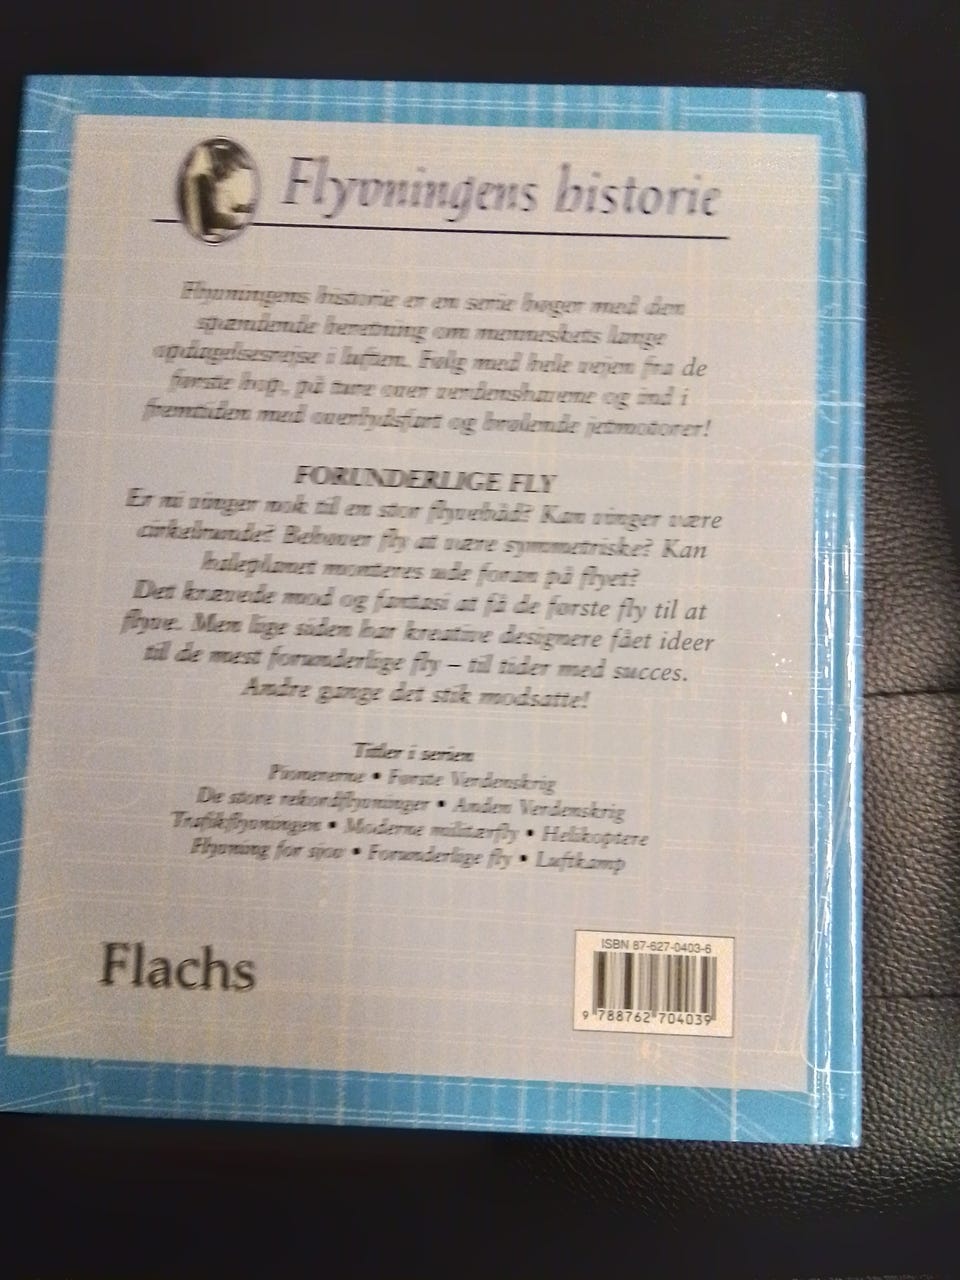 Flyvningens historie
Flyvningens historie er en serie bøger med den
spændende beretning om menneskets lange
opdagelsesrejse i luften. Følg med hele vejen fra de
første hop, på ture over verdenshavene og ind i
fremtiden med overlydsfart og brølende jetmotorer!
FORUNDERLIGE FLY
Er ni vinger nok til en stor flyvebåd? Kan vinger være
cirkelrunde? Behøver fly at være symmetriske? Kan
haleplanet monteres ude foran på flyet?
Det krævede mod og fantasi at få de første fly til at
flyve. Men lige siden har kreative designere fået ideer
til de mest forunderlige fly – til tider med succes.
Andre gange det stik modsatte!
Titler i serien
Pionererne • Første Verdenskrig
De store rekordflyvninger • Anden Verdenskrig
Trafikflyvningen • Moderne militærfly • Helikoptere
Flyvning for sjov • Forunderlige fly • Luftkamp
Flachs
ISBN 87-627-0403-6
9 788762 704039